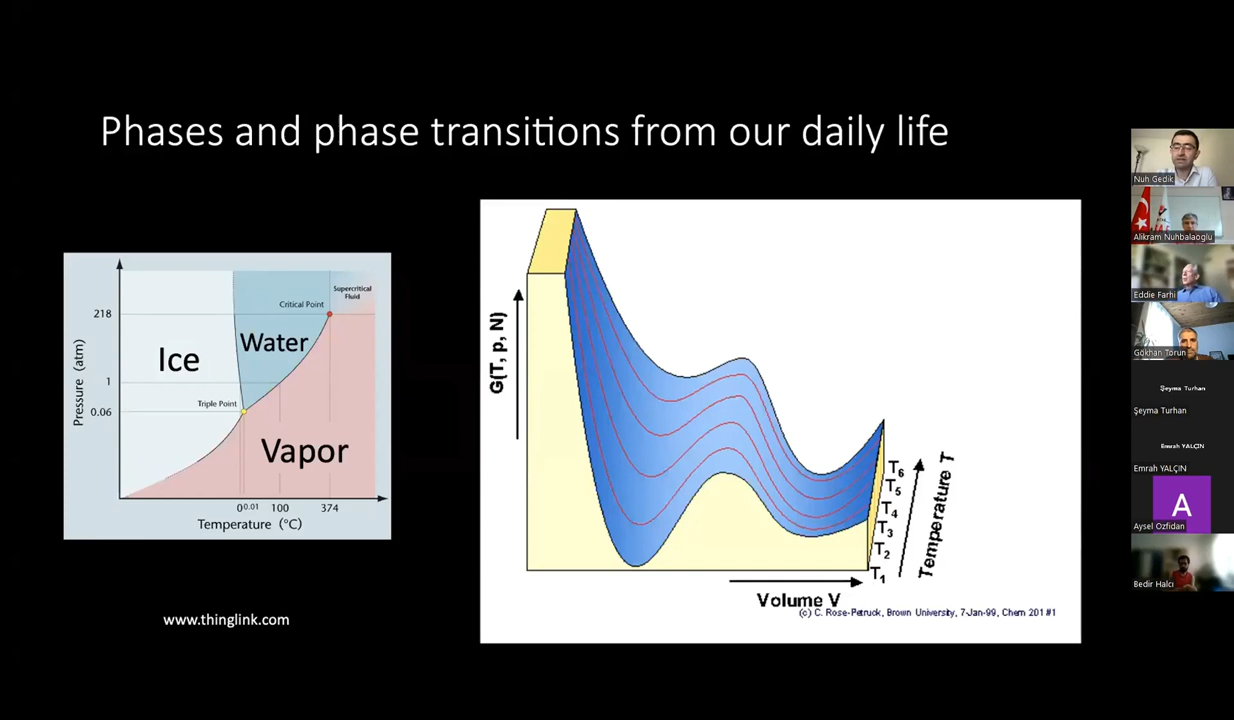 Phases and phase transitions from our daily life
Supercritical
Fluid
Critical Point
218
Water
Ice
Pressure (atm)
1
Triple Point
0.06
Vapor
0 0.01 100 374
Temperature (°C)
www.thinglink.com
G(T, p, N)
T6
T5
T4
T3
T2
T1
Temperature T
Volume V
(c) C. Rose-Petruck, Brown University, 7-Jan-99, Chem 201 #1
Nuh Gedik
Alikram Nuhbalaoglu
Eddie Farhi
Gökhan Torun
Şeyma Turhan
Şeyma Turhan
Emrah YALÇIN
Emrah YALÇIN
A
Aysel Ozfidan
Bedir Halcı